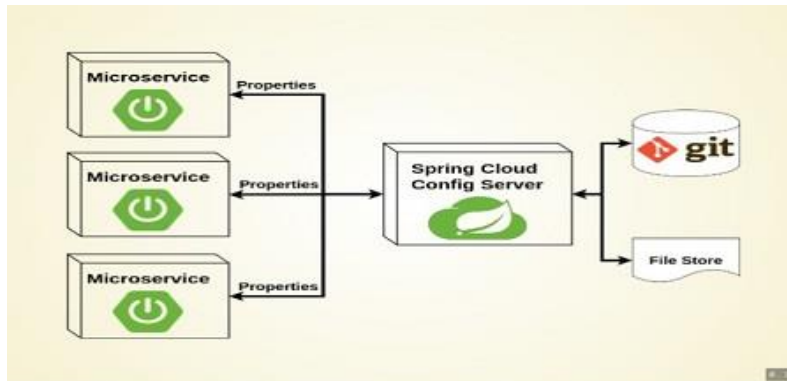 Microservice
Properties
Microservice
Properties
Microservice
Properties
Spring Cloud
Config Server
git
File Store